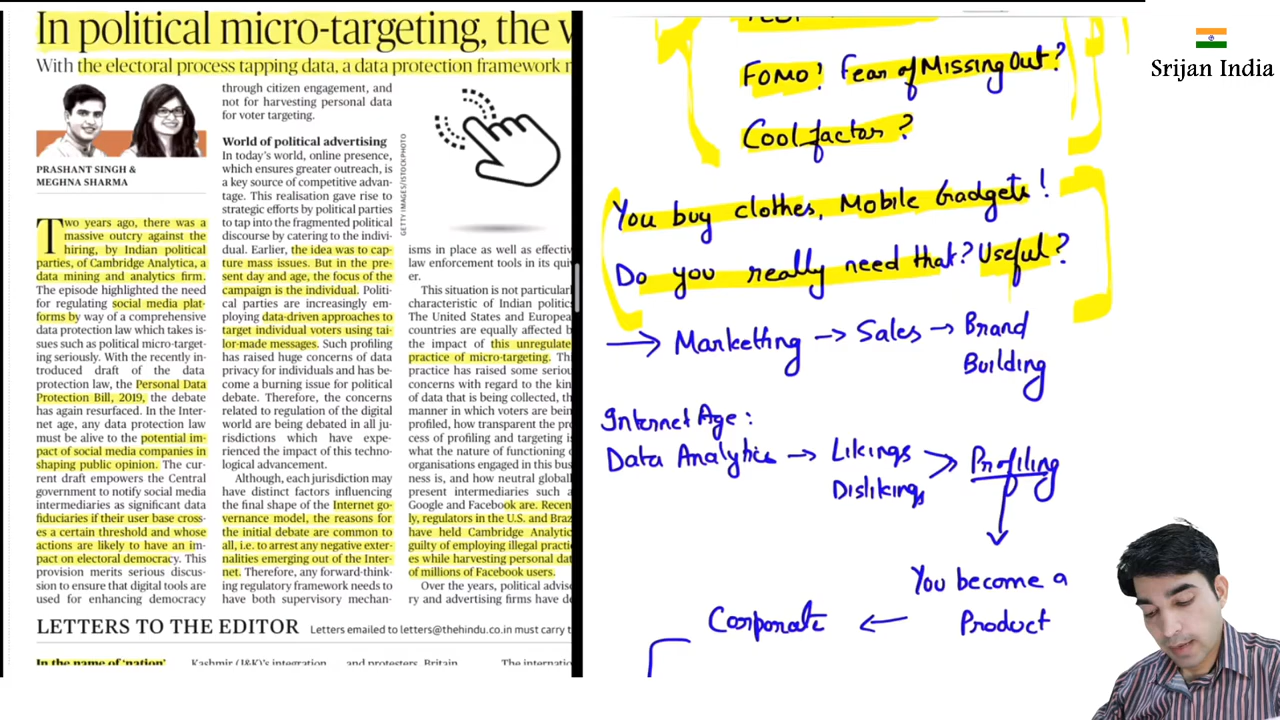 In political micro-targeting, the
With the electoral process tapping data, a data protection framework
PRASHANT SINGH &
MEGHNA SHARMA
Two years ago, there was a
massive outcry against the
hiring, by Indian political
parties, of Cambridge Analytica, a
data mining and analytics firm.
The episode highlighted the need
for regulating social media plat-
forms by way of a comprehensive
data protection law which takes is-
sues such as political micro-target-
ing seriously. With the recently in-
troduced draft of the data
protection law, the Personal Data
Protection Bill, 2019, the debate
has again resurfaced. In the Inter-
net age, any data protection law
must be alive to the potential im-
pact of social media companies in
shaping public opinion. The cur-
rent draft empowers the Central
government to notify social media
intermediaries as significant data
fiduciaries if their user base cross-
es a certain threshold and whose
actions are likely to have an im-
pact on electoral democracy. This
provision merits serious discus-
sion to ensure that digital tools are
used for enhancing democracy
through citizen engagement, and
not for harvesting personal data
for voter targeting.
World of political advertising
In today's world, online presence,
which ensures greater outreach, is
a key source of competitive advan-
tage. This realisation gave rise to
strategic efforts by political parties
to tap into the fragmented political
discourse by catering to the indivi-
dual. Earlier, the idea was to cap-
ture mass issues. But in the pre-
sent day and age, the focus of the
campaign is the individual. Politi-
cal parties are increasingly em-
ploying data-driven approaches to
target individual voters using tai-
lor-made messages. Such profiling
has raised huge concerns of data
privacy for individuals and has be-
come a burning issue for political
debate. Therefore, the concerns
related to regulation of the digital
world are being debated in all ju-
risdictions which have expe-
rienced the impact of this techno-
logical advancement.
Although, each jurisdiction may
have distinct factors influencing
the final shape of the Internet go-
vernance model, the reasons for
the initial debate are common to
all, i.e. to arrest any negative exter-
nalities emerging out of the Inter-
net. Therefore, any forward-think-
ing regulatory framework needs to
have both supervisory mechan-
GETTY IMAGES/ISTOCKPHOTO
isms in place as well as effectiv
law enforcement tools in its quiv
er.
This situation is not particular
characteristic of Indian politics
The United States and European
countries are equally affected b
the impact of this unregulate
practice of micro-targeting. Thi
practice has raised some seriou
concerns with regard to the kin
of data that is being collected, th
manner in which voters are bein
profiled, how transparent the pro
cess of profiling and targeting is
what the nature of functioning o
organisations engaged in this bus
ness is, and how neutral globall
present intermediaries such a
Google and Facebook are. Recen
ly, regulators in the U.S. and Braz
have held Cambridge Analytic
guilty of employing illegal practi
es while harvesting personal dat
of millions of Facebook users.
Over the years, political advise
ry and advertising firms have de
LETTERS TO THE EDITOR Letters emailed to letters@thehindu.co.in must carry t
In the name of 'nation'
Kashmir (J&K)'s integration
and protesters. Britain
FOMO! Fear of Missing Out?
Cool factor?
You buy clothes, Mobile Gadgets!
Do you really need that? Useful?
→ Marketting → Sales → Brand
Building
Internet Age:
Data Analytics → Likings
Dislikings
Profiling
You become a
Product
Corporate ←
Srijan India